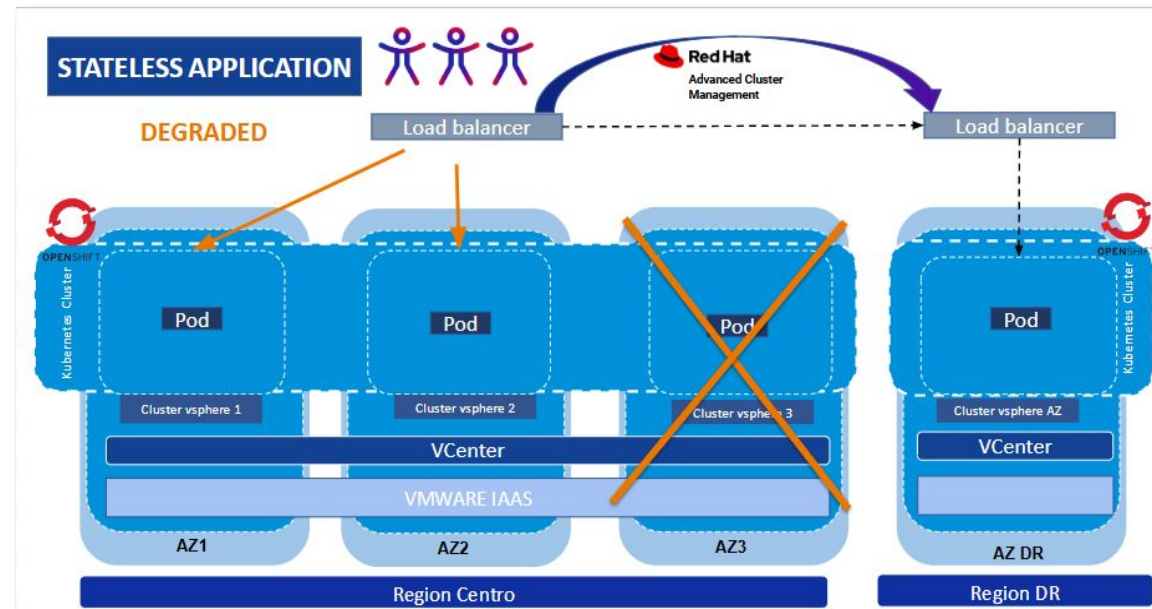 STATELESS APPLICATION
DEGRADED
Red Hat
Advanced Cluster
Management
Load balancer
Load balancer
OPENSHIFT
OPENSHIFT
Kubernetes Cluster
Pod
Pod
Pod
Pod
Kubernetes Cluster
Cluster vsphere 1
Cluster vsphere 2
Cluster vsphere 3
Cluster vsphere AZ
VCenter
VCenter
VMWARE IAAS
AZ1
AZ2
AZ3
AZ DR
Region Centro
Region DR